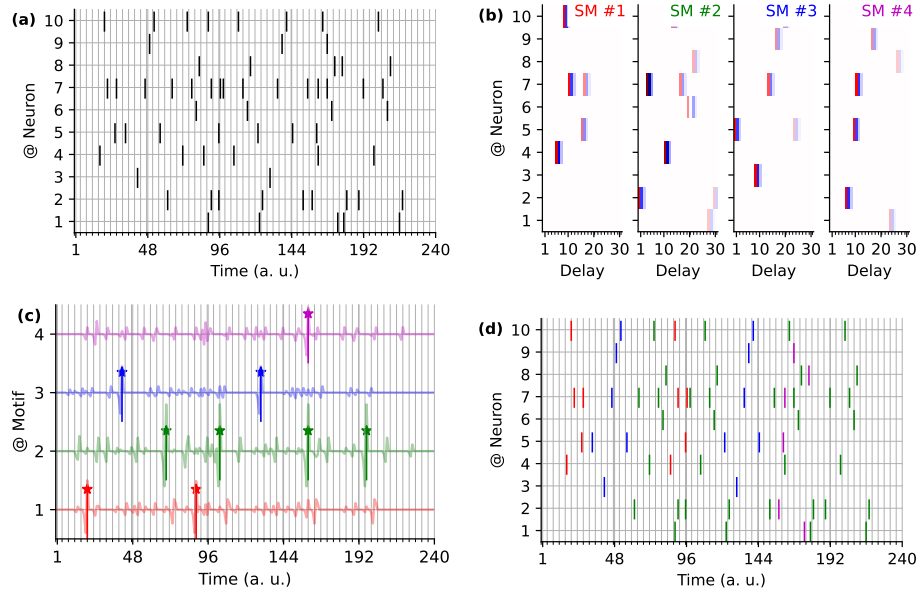 (a)
@ Neuron
10
9
8
7
6
5
4
3
2
1
1 48 96 144 192 240
Time (a. u.)
(b)
SM #1 SM #2 SM #3 SM #4
@ Neuron
10
9
8
7
6
5
4
3
2
1
1 10 20 30 1 10 20 30 1 10 20 30 1 10 20 30
Delay Delay Delay Delay
(c)
@ Motif
4
3
2
1
1 48 96 144 192 240
Time (a. u.)
(d)
@ Neuron
10
9
8
7
6
5
4
3
2
1
1 48 96 144 192 240
Time (a. u.)